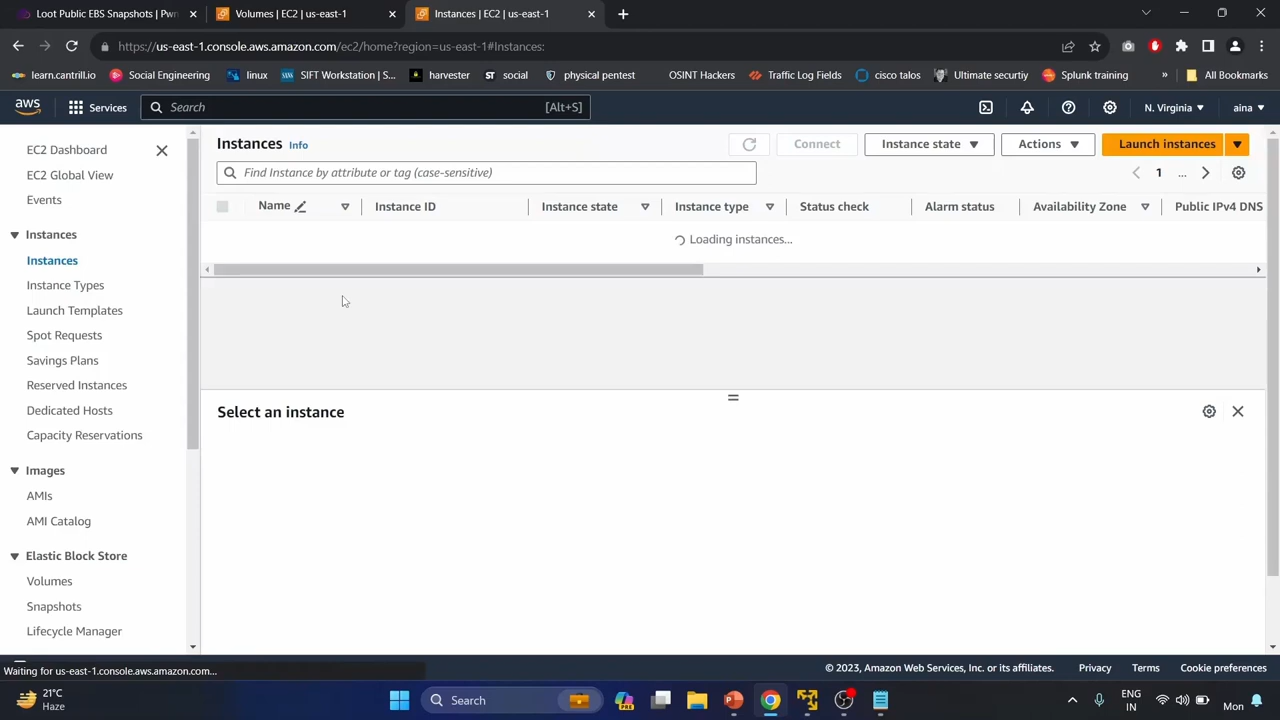 Loot Public EBS Snapshots | Pwn
Volumes | EC2 | us-east-1
Instances | EC2 | us-east-1
https://us-east-1.console.aws.amazon.com/ec2/home?region=us-east-1#Instances:
learn.cantrill.io
Social Engineering
linux
SIFT Workstation | S...
harvester
ST social
physical pentest
OSINT Hackers
Traffic Log Fields
cisco talos
Ultimate securtiy
Splunk training
»
All Bookmarks
aws
Services
Search
[Alt+S]
N. Virginia
aina
EC2 Dashboard
EC2 Global View
Events
Instances
Instances
Instance Types
Launch Templates
Spot Requests
Savings Plans
Reserved Instances
Dedicated Hosts
Capacity Reservations
Images
AMIs
AMI Catalog
Elastic Block Store
Volumes
Snapshots
Lifecycle Manager
Instances Info
Connect
Instance state
Actions
Launch instances
Find Instance by attribute or tag (case-sensitive)
1 ...
Name
Instance ID
Instance state
Instance type
Status check
Alarm status
Availability Zone
Public IPv4 DNS
Loading instances...
Select an instance
Waiting for us-east-1.console.aws.amazon.com...
© 2023, Amazon Web Services, Inc. or its affiliates.
Privacy
Terms
Cookie preferences
21°C
Haze
Search
ENG
IN
Mon